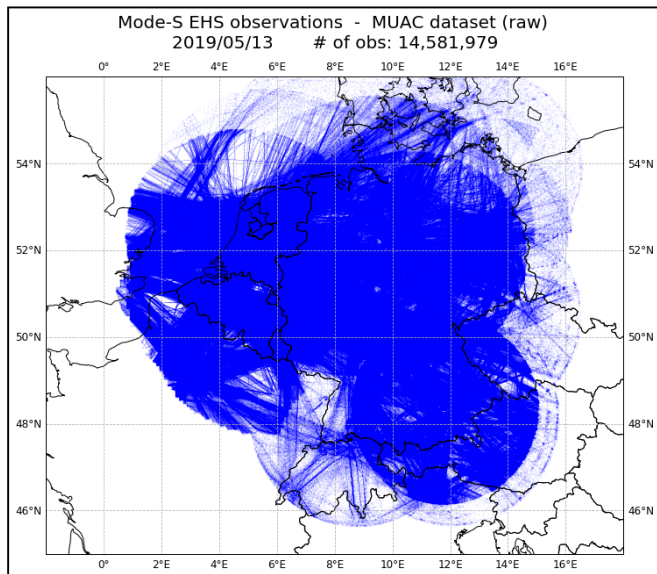 Mode-S EHS observations  -  MUAC dataset (raw)
2019/05/13       # of obs: 14,581,979
0° 2°E 4°E 6°E 8°E 10°E 12°E 14°E 16°E
54°N 54°N
52°N 52°N
50°N 50°N
48°N 48°N
46°N 46°N
0° 2°E 4°E 6°E 8°E 10°E 12°E 14°E 16°E